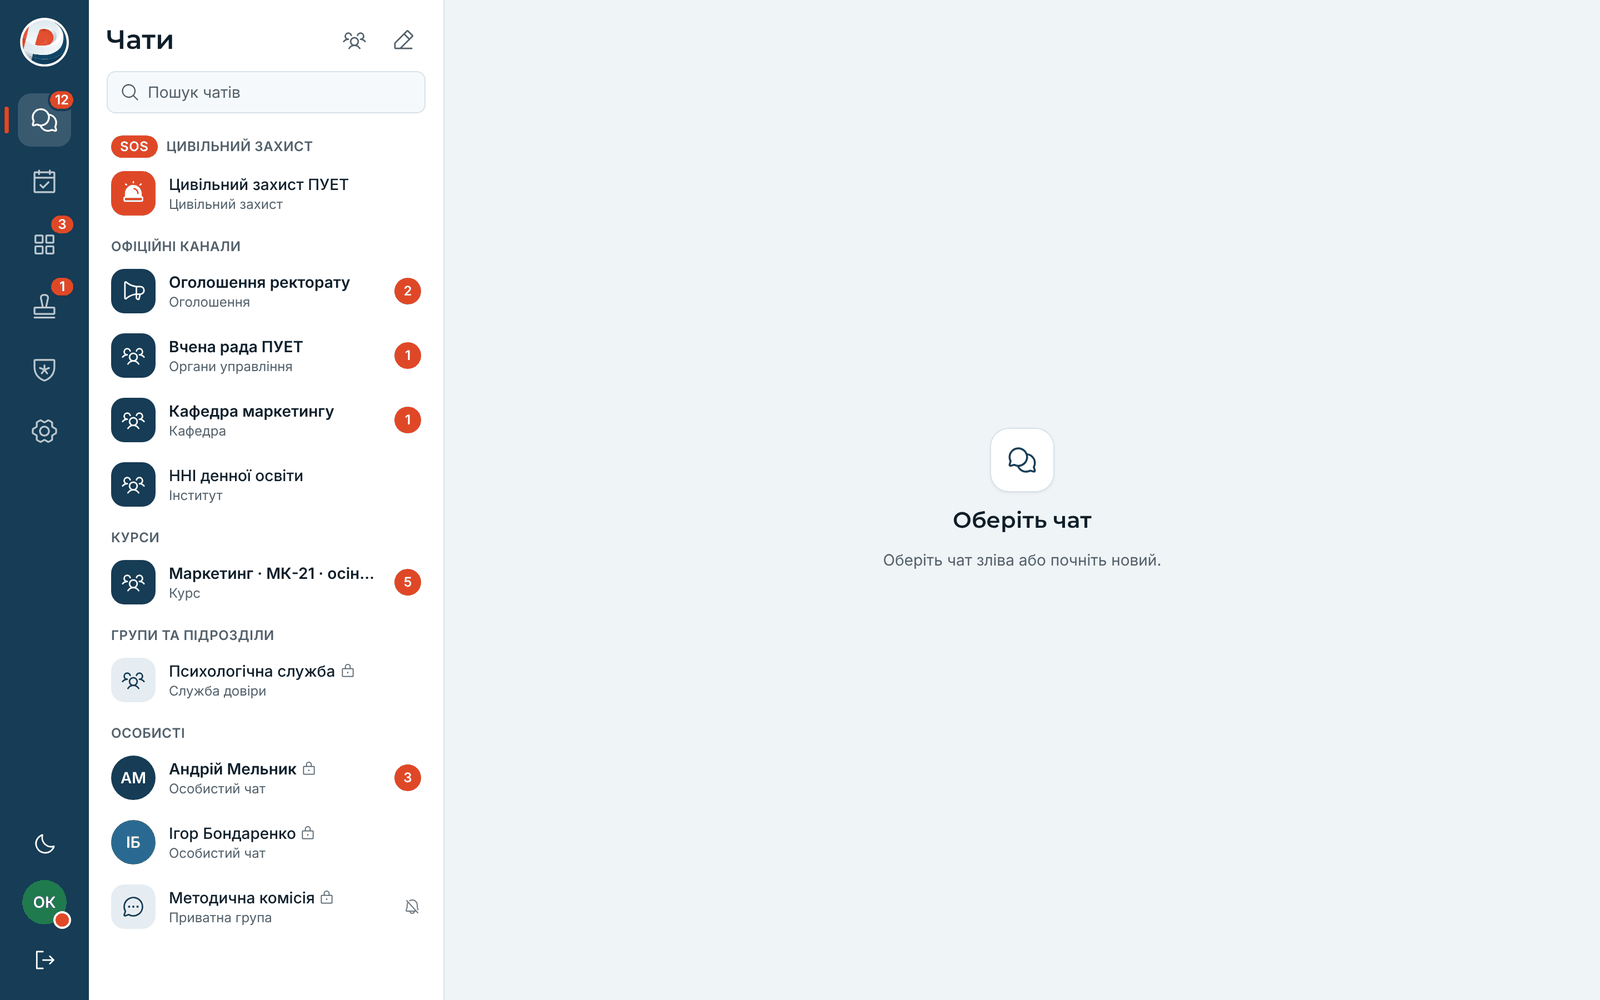 12
3
1
ОК
Чати
Пошук чатів
SOS ЦИВІЛЬНИЙ ЗАХИСТ
Цивільний захист ПУЕТ
Цивільний захист
ОФІЦІЙНІ КАНАЛИ
Оголошення ректорату
Оголошення
2
Вчена рада ПУЕТ
Органи управління
1
Кафедра маркетингу
Кафедра
1
ННІ денної освіти
Інститут
КУРСИ
Маркетинг · МК-21 · осін...
Курс
5
ГРУПИ ТА ПІДРОЗДІЛИ
Психологічна служба
Служба довіри
ОСОБИСТІ
АМ
Андрій Мельник
Особистий чат
3
ІБ
Ігор Бондаренко
Особистий чат
Методична комісія
Приватна група
Оберіть чат
Оберіть чат зліва або почніть новий.